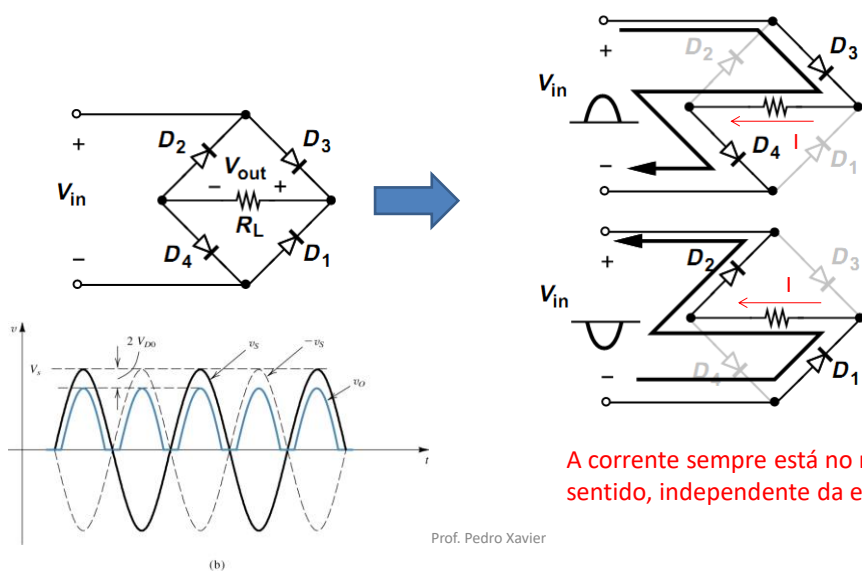 D2
D3
+
Vout
Vin
−
+
RL
−
D4
D1
+
D2
D3
Vin
−
D4
I
D1
+
D2
D3
Vin
I
−
D4
D1
v
2 VD0
vS
−vS
Vs
vO
t
(b)
A corrente sempre está no
sentido, independente da
Prof. Pedro Xavier